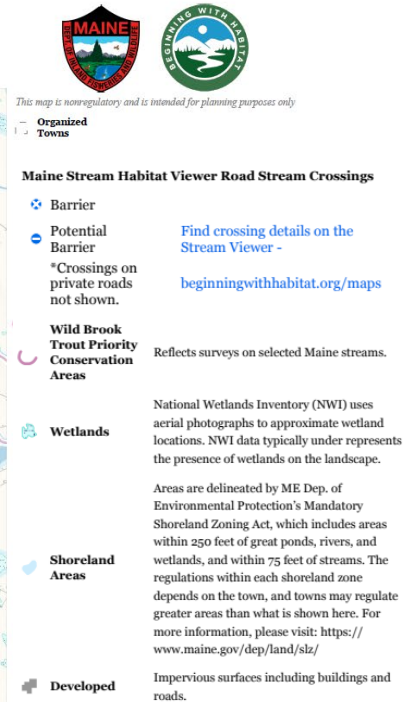 MAINE
DEPT. OF INLAND FISHERIES AND WILDLIFE
BEGINNING WITH HABITAT
This map is nonregulatory and is intended for planning purposes only
Organized
Towns
Maine Stream Habitat Viewer Road Stream Crossings
Barrier
Potential
Barrier
Find crossing details on the
Stream Viewer -
*Crossings on
private roads
not shown.
beginningwithhabitat.org/maps
Wild Brook
Trout Priority
Conservation
Areas
Reflects surveys on selected Maine streams.
Wetlands
National Wetlands Inventory (NWI) uses
aerial photographs to approximate wetland
locations. NWI data typically under represents
the presence of wetlands on the landscape.
Shoreland
Areas
Areas are delineated by ME Dep. of
Environmental Protection's Mandatory
Shoreland Zoning Act, which includes areas
within 250 feet of great ponds, rivers, and
wetlands, and within 75 feet of streams. The
regulations within each shoreland zone
depends on the town, and towns may regulate
greater areas than what is shown here. For
more information, please visit: https://
www.maine.gov/dep/land/slz/
Developed
Impervious surfaces including buildings and
roads.